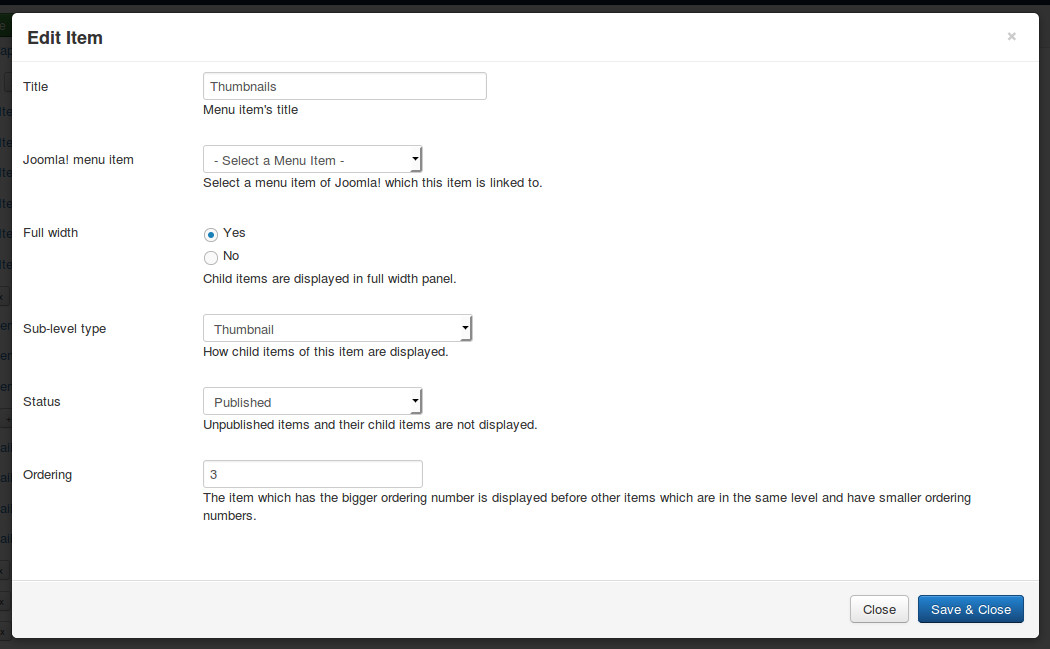 Edit Item
×
Title
Thumbnails
Menu item's title
Joomla! menu item
- Select a Menu Item -
Select a menu item of Joomla! which this item is linked to.
Full width
Yes
No
Child items are displayed in full width panel.
Sub-level type
Thumbnail
How child items of this item are displayed.
Status
Published
Unpublished items and their child items are not displayed.
Ordering
3
The item which has the bigger ordering number is displayed before other items which are in the same level and have smaller ordering
numbers.
Close
Save & Close